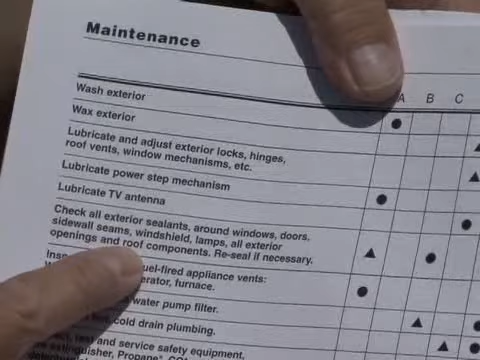 Maintenance
A B C
Wash exterior
Wax exterior
Lubricate and adjust exterior locks, hinges,
roof vents, window mechanisms, etc.
Lubricate power step mechanism
Lubricate TV antenna
Check all exterior sealants, around windows, doors,
sidewall seams, windshield, lamps, all exterior
openings and roof components. Re-seal if necessary.
fuel-fired appliance vents:
furnace.
water pump filter.
cold drain plumbing.
test and service safety equipment,
extinguisher, Propane,